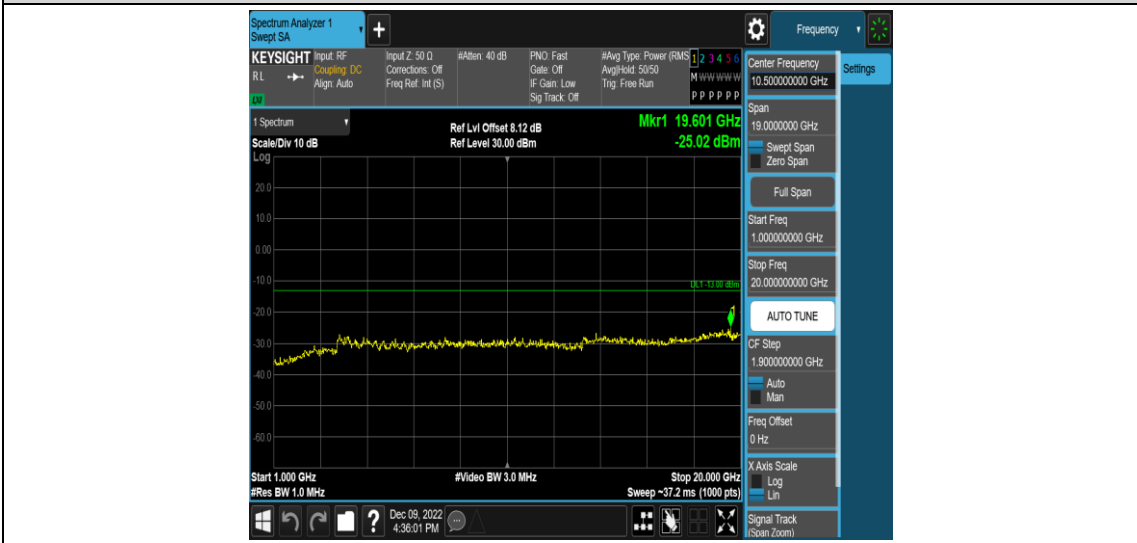 Spectrum Analyzer 1
Swept SA
+
Frequency
KEYSIGHT
RL
Input: RF
Coupling: DC
Align: Auto
Input Z: 50 Ω
Corrections: Off
Freq Ref: Int (S)
#Atten: 40 dB
PNO: Fast
Gate: Off
IF Gain: Low
Sig Track: Off
#Avg Type: Power (RMS
Avg|Hold: 50/50
Trig: Free Run
1 2 3 4 5 6
M W W W W W
P P P P P P
1 Spectrum
Scale/Div 10 dB
Log
Ref Lvl Offset 8.12 dB
Ref Level 30.00 dBm
Mkr1 19.601 GHz
-25.02 dBm
20.0
10.0
0.00
-10.0
-20.0
-30.0
-40.0
-50.0
-60.0
DL1 -13.00 dBm
Start 1.000 GHz
#Res BW 1.0 MHz
#Video BW 3.0 MHz
Stop 20.000 GHz
Sweep ~37.2 ms (1000 pts)
Center Frequency
10.500000000 GHz
Settings
Span
19.0000000 GHz
Swept Span
Zero Span
Full Span
Start Freq
1.000000000 GHz
Stop Freq
20.000000000 GHz
AUTO TUNE
CF Step
1.900000000 GHz
Auto
Man
Freq Offset
0 Hz
X Axis Scale
Log
Lin
Signal Track
(Span Zoom)
?
Dec 09, 2022
4:36:01 PM